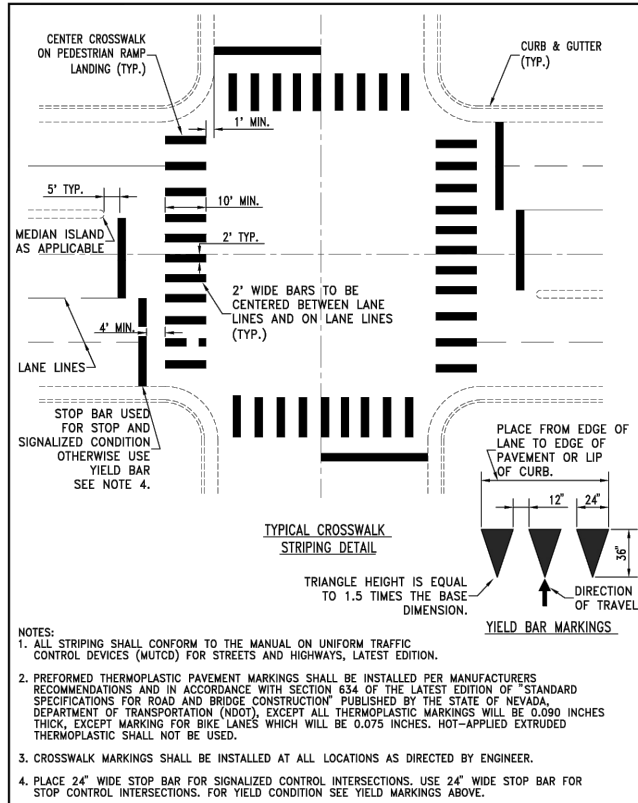 CENTER CROSSWALK
ON PEDESTRIAN RAMP
LANDING (TYP.)
CURB & GUTTER
(TYP.)
1' MIN.
5' TYP.
10' MIN.
MEDIAN ISLAND
AS APPLICABLE
2' TYP.
2' WIDE BARS TO BE
CENTERED BETWEEN LANE
LINES AND ON LANE LINES
(TYP.)
4' MIN.
LANE LINES
STOP BAR USED
FOR STOP AND
SIGNALIZED CONDITION
OTHERWISE USE
YIELD BAR
SEE NOTE 4.
PLACE FROM EDGE OF
LANE TO EDGE OF
PAVEMENT OR LIP
OF CURB.
12"
24"
36"
TYPICAL CROSSWALK
STRIPING DETAIL
TRIANGLE HEIGHT IS EQUAL
TO 1.5 TIMES THE BASE
DIMENSION.
DIRECTION
OF TRAVEL
YIELD BAR MARKINGS
NOTES:
1. ALL STRIPING SHALL CONFORM TO THE MANUAL ON UNIFORM TRAFFIC
CONTROL DEVICES (MUTCD) FOR STREETS AND HIGHWAYS, LATEST EDITION.
2. PREFORMED THERMOPLASTIC PAVEMENT MARKINGS SHALL BE INSTALLED PER MANUFACTURERS
RECOMMENDATIONS AND IN ACCORDANCE WITH SECTION 634 OF THE LATEST EDITION OF "STANDARD
SPECIFICATIONS FOR ROAD AND BRIDGE CONSTRUCTION" PUBLISHED BY THE STATE OF NEVADA,
DEPARTMENT OF TRANSPORTATION (NDOT), EXCEPT ALL THERMOPLASTIC MARKINGS WILL BE 0.090 INCHES
THICK, EXCEPT MARKING FOR BIKE LANES WHICH WILL BE 0.075 INCHES. HOT-APPLIED EXTRUDED
THERMOPLASTIC SHALL NOT BE USED.
3. CROSSWALK MARKINGS SHALL BE INSTALLED AT ALL LOCATIONS AS DIRECTED BY ENGINEER.
4. PLACE 24" WIDE STOP BAR FOR SIGNALIZED CONTROL INTERSECTIONS. USE 24" WIDE STOP BAR FOR
STOP CONTROL INTERSECTIONS. FOR YIELD CONDITION SEE YIELD MARKINGS ABOVE.